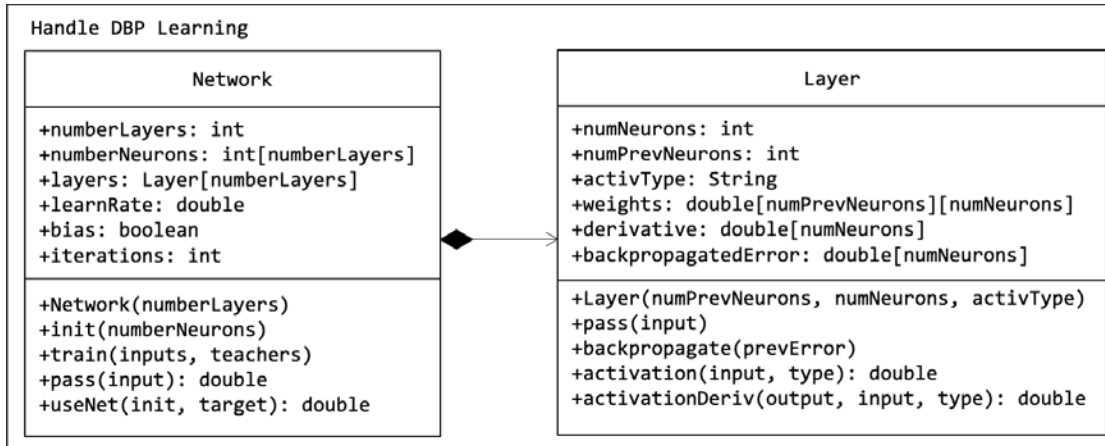 Handle DBP Learning
Network
+numberLayers: int
+numberNeurons: int[numberLayers]
+layers: Layer[numberLayers]
+learnRate: double
+bias: boolean
+iterations: int
+Network(numberLayers)
+init(numberNeurons)
+train(inputs, teachers)
+pass(input): double
+useNet(init, target): double
Layer
+numNeurons: int
+numPrevNeurons: int
+activType: String
+weights: double[numPrevNeurons][numNeurons]
+derivative: double[numNeurons]
+backpropagatedError: double[numNeurons]
+Layer(numPrevNeurons, numNeurons, activType)
+pass(input)
+backpropagate(prevError)
+activation(input, type): double
+activationDeriv(output, input, type): double